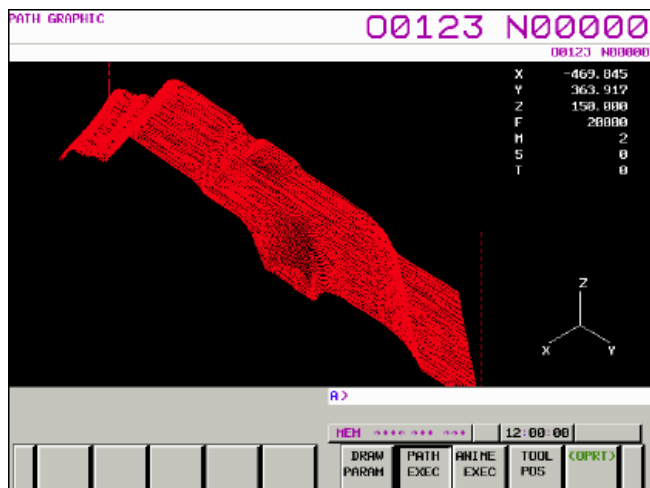 PATH GRAPHIC
O0123 N00000
O0123 N00000
X -469.845
Y 363.917
Z 150.000
F 20000
M 2
S 0
T 0
Z
X Y
A>
MEM **** *** *** 12:00:00
DRAW PARAM
PATH EXEC
ANIME EXEC
TOOL POS
(OPRT)